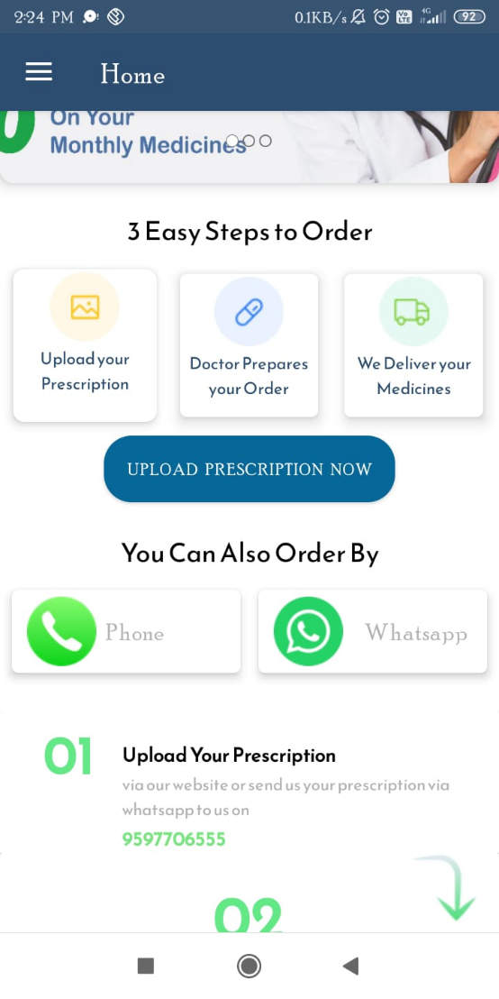 2:24 PM
0.1KB/s
Vo
LTE
4G
92
Home
0
On Your
Monthly Medicines
3 Easy Steps to Order
Upload your
Prescription
Doctor Prepares
your Order
We Deliver your
Medicines
UPLOAD PRESCRIPTION NOW
You Can Also Order By
Phone
Whatsapp
01
Upload Your Prescription
via our website or send us your prescription via
whatsapp to us on
9597706555
02